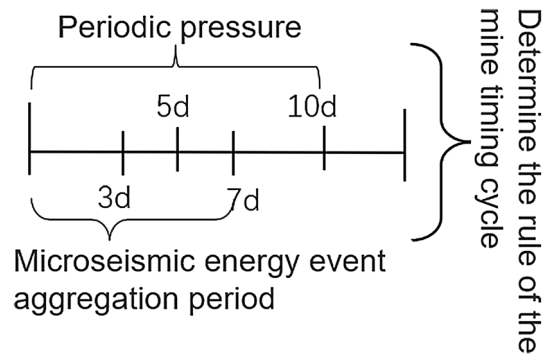 Periodic pressure
5d
10d
3d
7d
Microseismic energy event
aggregation period
Determine the rule of the
mine timing cycle